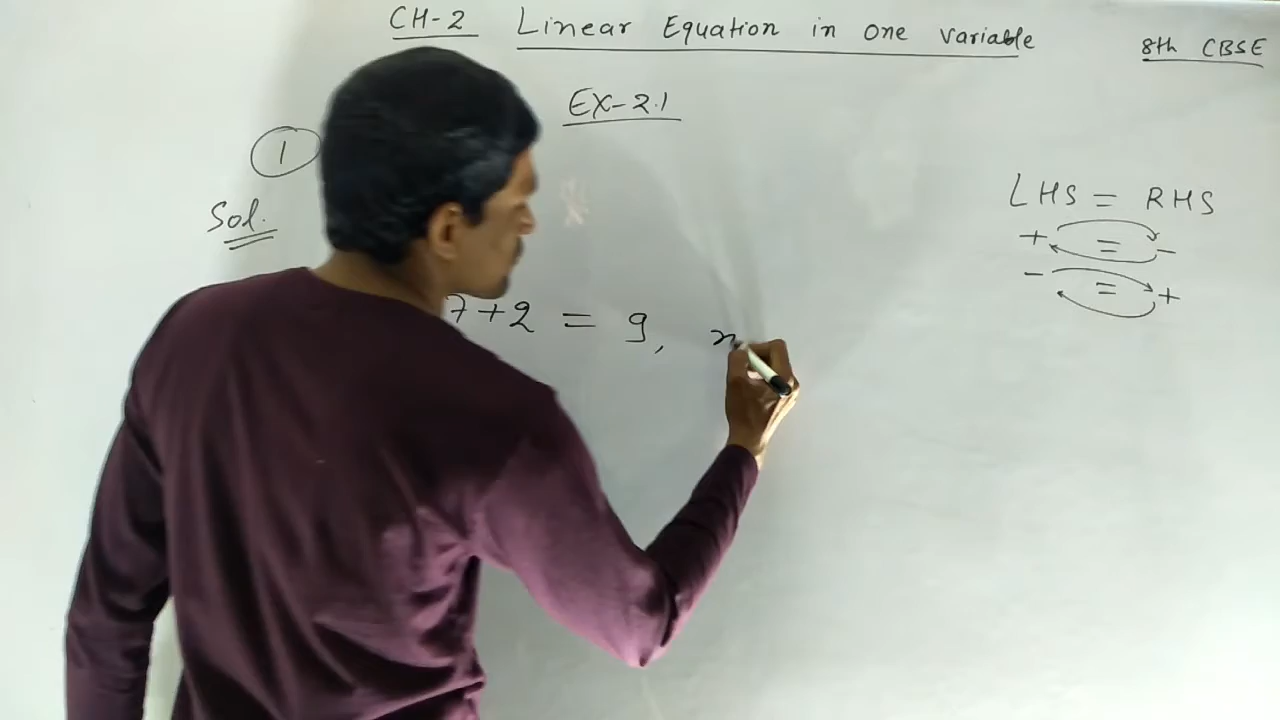 CH-2 Linear Equation in one variable 8th CBSE
EX-2.1
1
Sol.
LHS = RHS
+ = -
- = +
7+2 = 9,